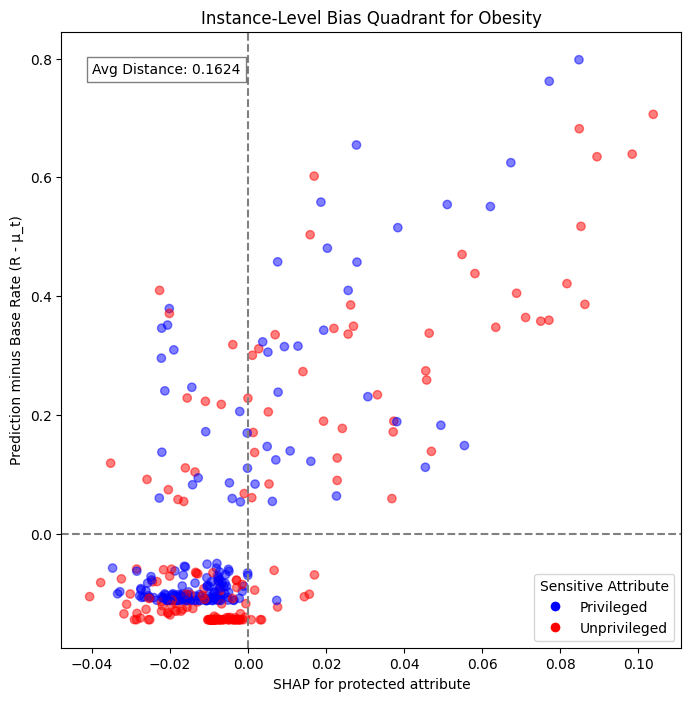 Instance-Level Bias Quadrant for Obesity
Avg Distance: 0.1624
Prediction minus Base Rate (R - μ_t)
0.8
0.6
0.4
0.2
0.0
Sensitive Attribute
Privileged
Unprivileged
−0.04
−0.02
0.00
0.02
0.04
0.06
0.08
0.10
SHAP for protected attribute